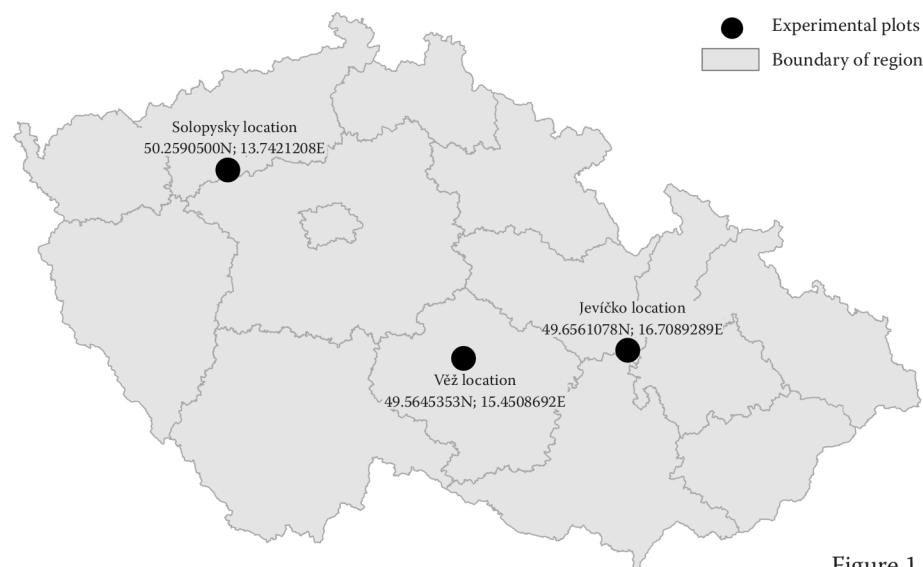 Experimental plots
Boundary of region
Solopysky location
50.2590500N; 13.7421208E
Jevíčko location
49.6561078N; 16.7089289E
Věž location
49.5645353N; 15.4508692E
Figure 1